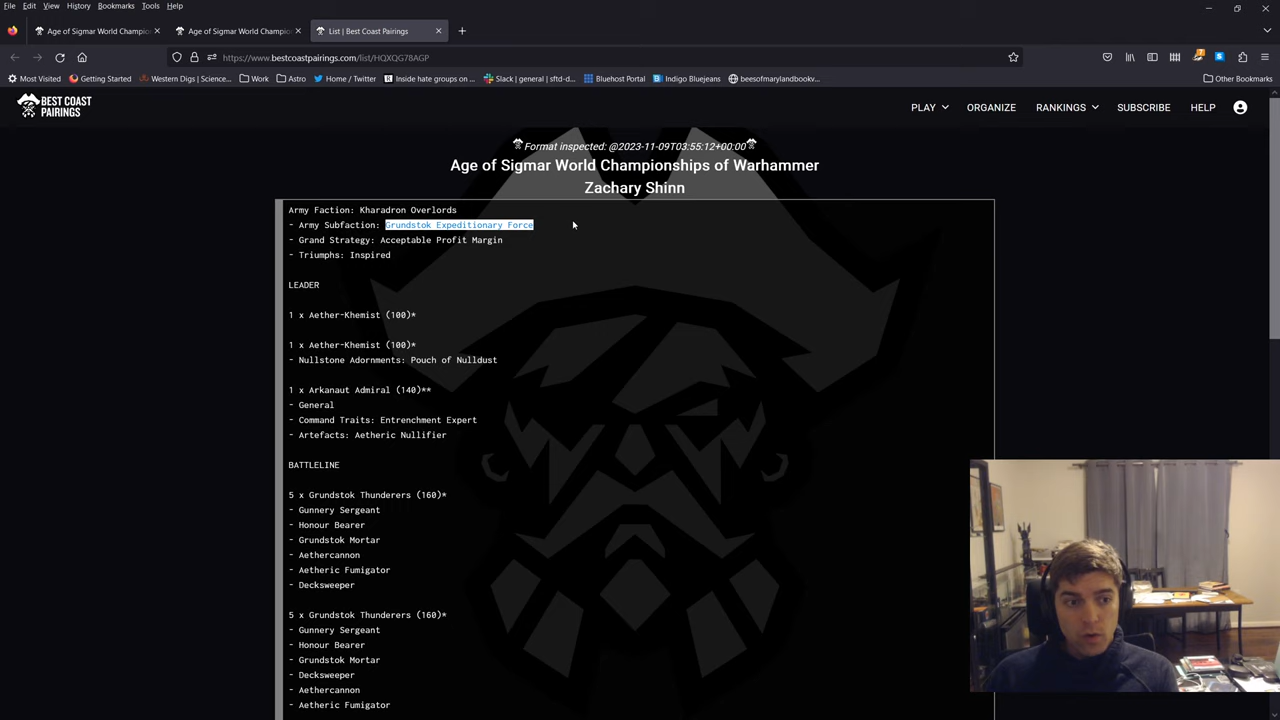 File Edit View History Bookmarks Tools Help
Age of Sigmar World Champion
Age of Sigmar World Champion
List | Best Coast Pairings
https://www.bestcoastpairings.com/list/HQXQG78AGP
Most Visited Getting Started Western Digs | Science... Work Astro Home / Twitter Inside hate groups on ... Slack | general | sftd-d... Bluehost Portal Indigo Bluejeans beesofmarylandbookv... Other Bookmarks
BEST COAST
PAIRINGS
PLAY ORGANIZE RANKINGS SUBSCRIBE HELP
Format inspected: @2023-11-09T03:55:12+00:00
Age of Sigmar World Championships of Warhammer
Zachary Shinn
Army Faction: Kharadron Overlords
- Army Subfaction: Grundstok Expeditionary Force
- Grand Strategy: Acceptable Profit Margin
- Triumphs: Inspired
LEADER
1 x Aether-Khemist (100)*
1 x Aether-Khemist (100)*
- Nullstone Adornments: Pouch of Nulldust
1 x Arkanaut Admiral (140)**
- General
- Command Traits: Entrenchment Expert
- Artefacts: Aetheric Nullifier
BATTLELINE
5 x Grundstok Thunderers (160)*
- Gunnery Sergeant
- Honour Bearer
- Grundstok Mortar
- Aethercannon
- Aetheric Fumigator
- Decksweeper
5 x Grundstok Thunderers (160)*
- Gunnery Sergeant
- Honour Bearer
- Grundstok Mortar
- Decksweeper
- Aethercannon
- Aetheric Fumigator